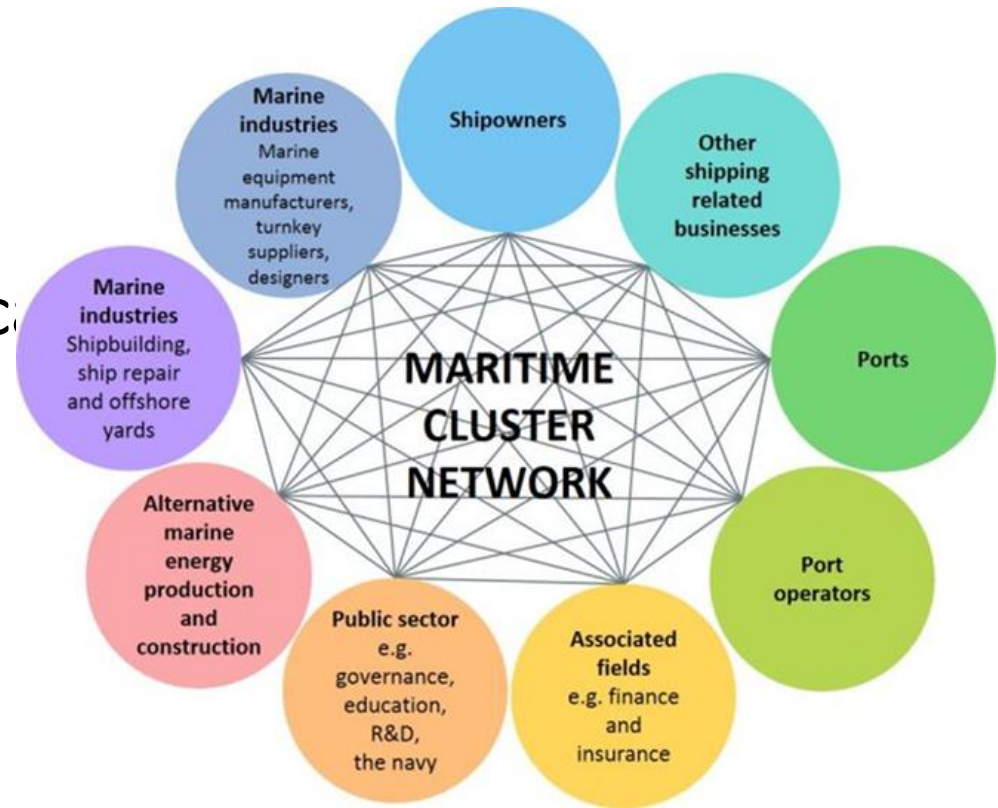 Shipowners
Other
shipping
related
businesses
Ports
Port
operators
Associated
fields
e.g. finance
and
insurance
Public sector
e.g.
governance,
education,
R&D,
the navy
Alternative
marine
energy
production
and
construction
Marine
industries
Shipbuilding,
ship repair
and offshore
yards
Marine
industries
Marine
equipment
manufacturers,
turnkey
suppliers,
designers
MARITIME
CLUSTER
NETWORK